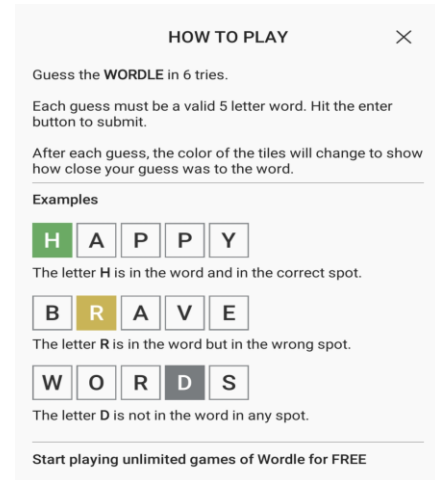 HOW TO PLAY
Guess the WORDLE in 6 tries.
Each guess must be a valid 5 letter word. Hit the enter
button to submit.
After each guess, the color of the tiles will change to show
how close your guess was to the word.
Examples
H A P P Y
The letter H is in the word and in the correct spot.
B R A V E
The letter R is in the word but in the wrong spot.
W O R D S
The letter D is not in the word in any spot.
Start playing unlimited games of Wordle for FREE